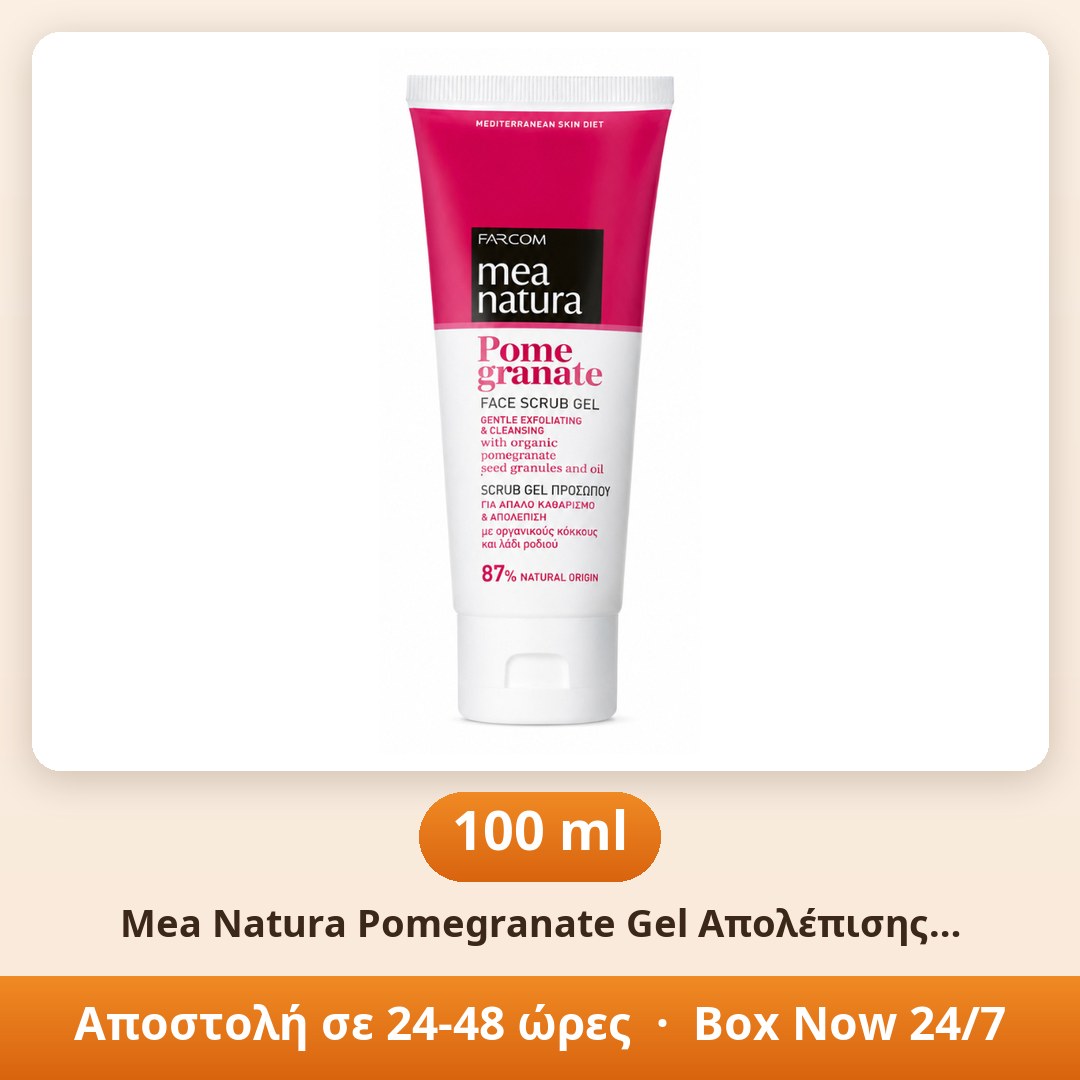 MEDITERRANEAN SKIN DIET
FARCOM
mea
natura
Pome
granate
FACE SCRUB GEL
GENTLE EXFOLIATING
& CLEANSING
with organic
pomegranate
seed granules and oil
SCRUB GEL ΠΡΟΣΩΠΟΥ
ΓΙΑ ΑΠΑΛΟ ΚΑΘΑΡΙΣΜΟ
& ΑΠΟΛΕΠΙΣΗ
με οργανικούς κόκκους
και λάδι ροδιού
87% NATURAL ORIGIN
100 ml
Mea Natura Pomegranate Gel Απολέπισης...
Αποστολή σε 24-48 ώρες · Box Now 24/7